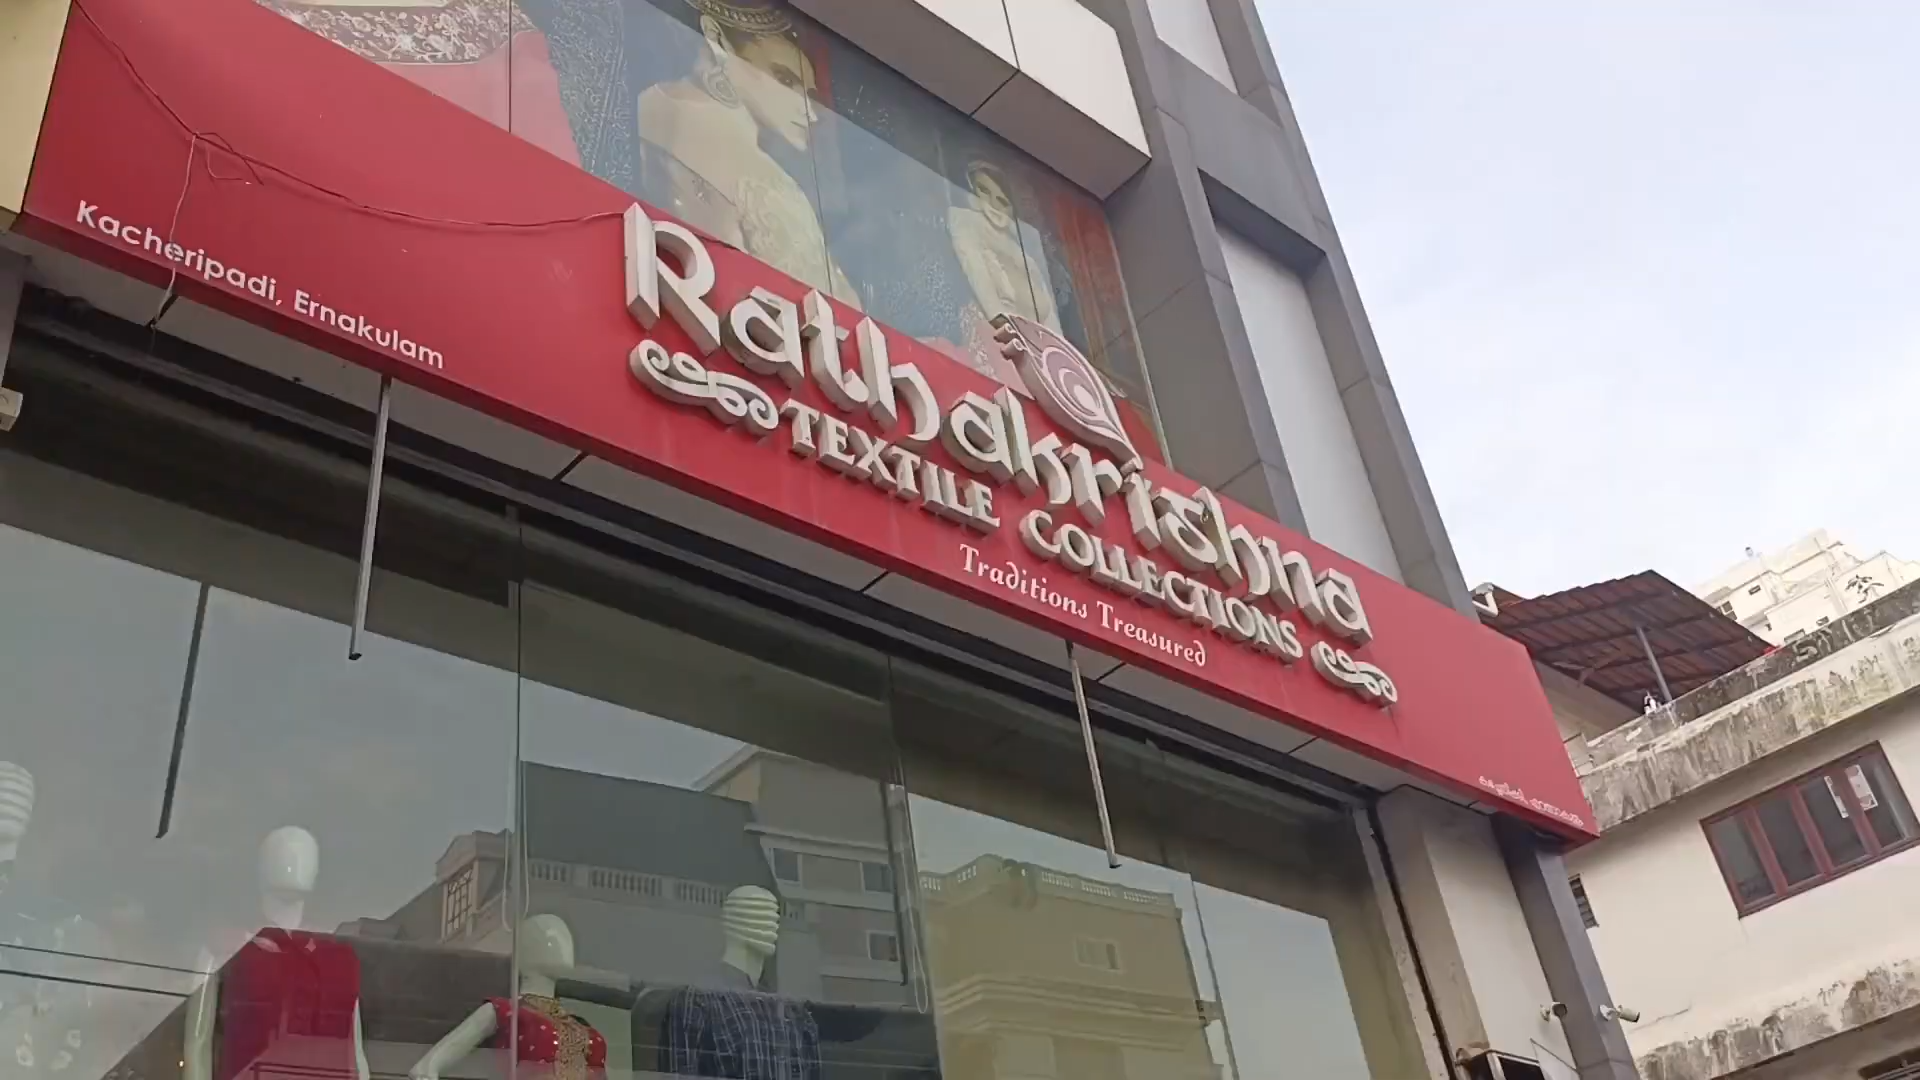 Kacheripadi, Ernakulam
Rathakrishna
TEXTILE COLLECTIONS
Traditions Treasured